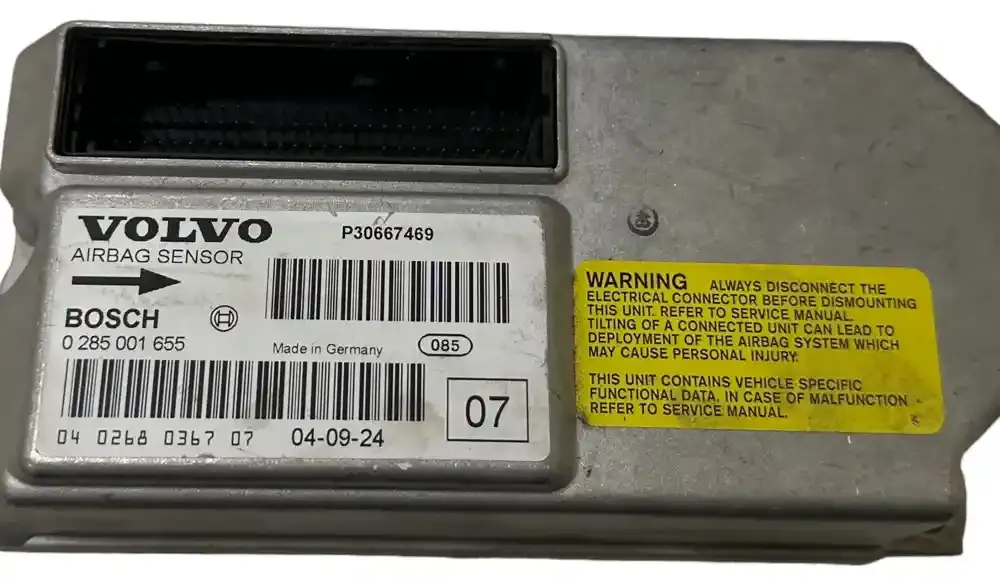 VOLVO
AIRBAG SENSOR
P30667469
BOSCH
0 285 001 655
Made in Germany
085
04 0268 0367 07
04-09-24
07
WARNING ALWAYS DISCONNECT THE
ELECTRICAL CONNECTOR BEFORE DISMOUNTING
THIS UNIT. REFER TO SERVICE MANUAL.
TILTING OF A CONNECTED UNIT CAN LEAD TO
DEPLOYMENT OF THE AIRBAG SYSTEM WHICH
MAY CAUSE PERSONAL INJURY.
THIS UNIT CONTAINS VEHICLE SPECIFIC
FUNCTIONAL DATA. IN CASE OF MALFUNCTION
REFER TO SERVICE MANUAL.